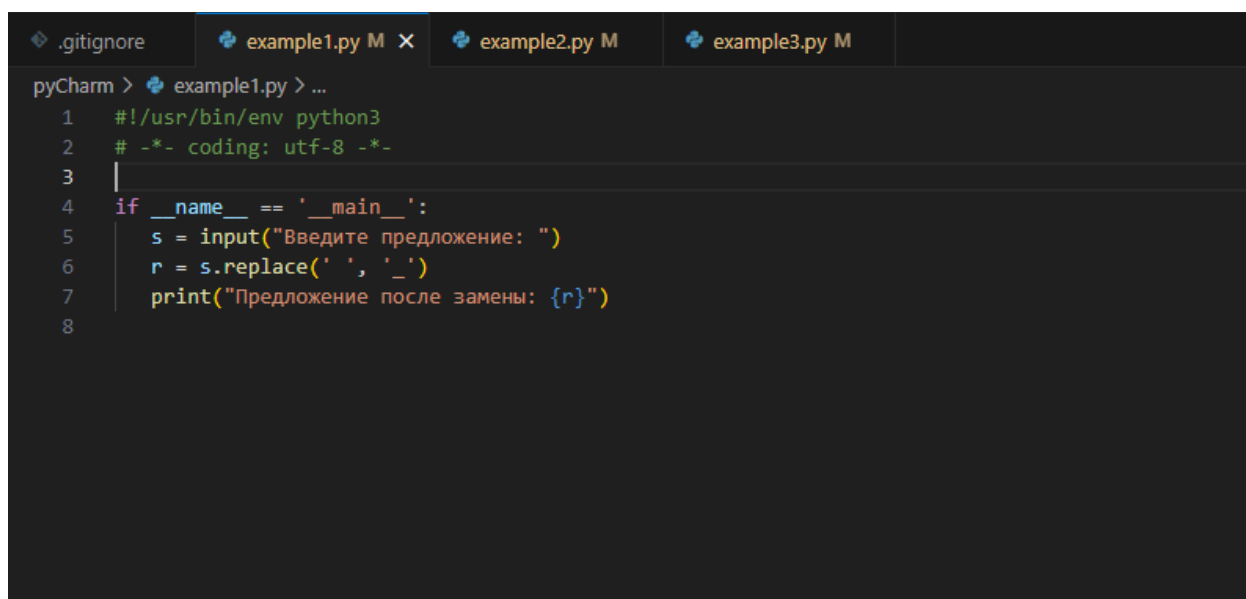 .gitignore example1.py M × example2.py M example3.py M
pyCharm > example1.py > ...
1 #!/usr/bin/env python3
2 # -*- coding: utf-8 -*-
3
4 if __name__ == '__main__':
5 s = input("Введите предложение: ")
6 r = s.replace(' ', '_')
7 print("Предложение после замены: {r}")
8